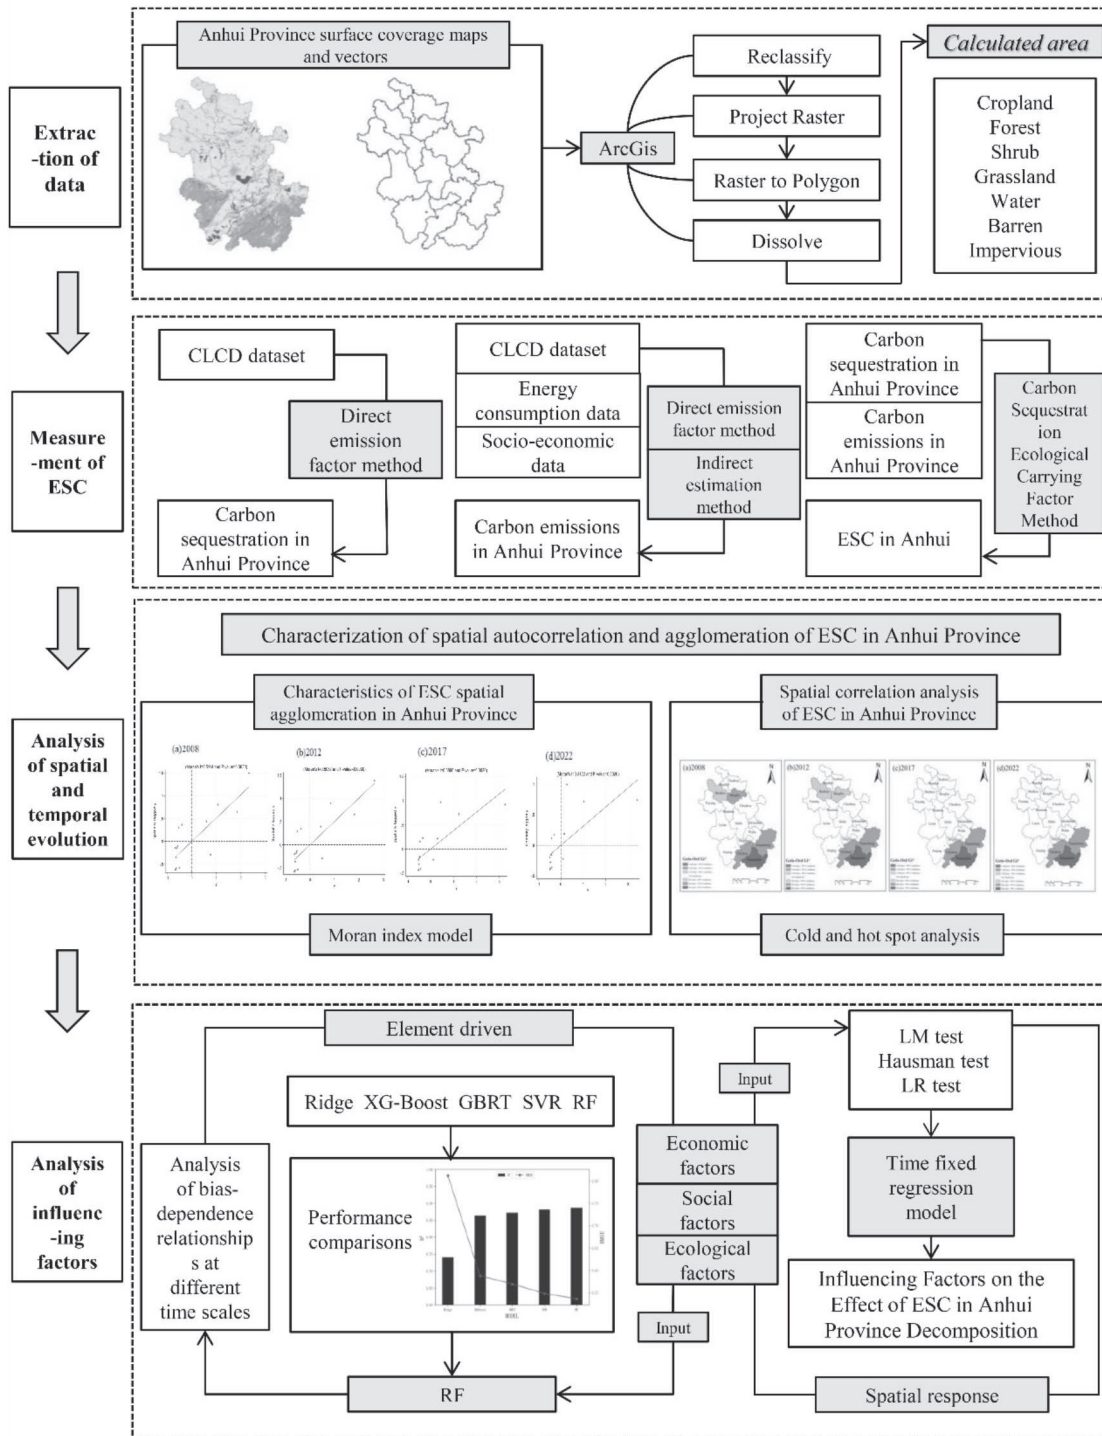 Extrac
-tion of
data
Anhui Province surface coverage maps
and vectors
ArcGis
Reclassify
Project Raster
Raster to Polygon
Dissolve
Calculated area
Cropland
Forest
Shrub
Grassland
Water
Barren
Impervious
Measure
-ment of
ESC
CLCD dataset
Direct
emission
factor method
Carbon
sequestration in
Anhui Province
CLCD dataset
Energy
consumption data
Socio-economic
data
Direct emission
factor method
Indirect
estimation
method
Carbon emissions
in Anhui Province
Carbon
sequestration in
Anhui Province
Carbon
emissions in
Anhui Province
Carbon
Sequestrat
ion
Ecological
Carrying
Factor
Method
ESC in Anhui
Analysis
of spatial
and
temporal
evolution
Characterization of spatial autocorrelation and agglomeration of ESC in Anhui Province
Characteristics of ESC spatial
agglomeration in Anhui Province
(a)2008
(b)2012
(c)2017
(d)2022
Moran index model
Spatial correlation analysis
of ESC in Anhui Province
(a)2008
(b)2012
(c)2017
(d)2022
Cold and hot spot analysis
Analysis
of
influenc
-ing
factors
Element driven
Ridge XG-Boost GBRT SVR RF
Analysis
of bias-
dependence
relationship
s at
different
time scales
Performance
comparisons
MODEL
RF
Input
Economic
factors
Social
factors
Ecological
factors
Input
LM test
Hausman test
LR test
Time fixed
regression
model
Influencing Factors on the
Effect of ESC in Anhui
Province Decomposition
Spatial response